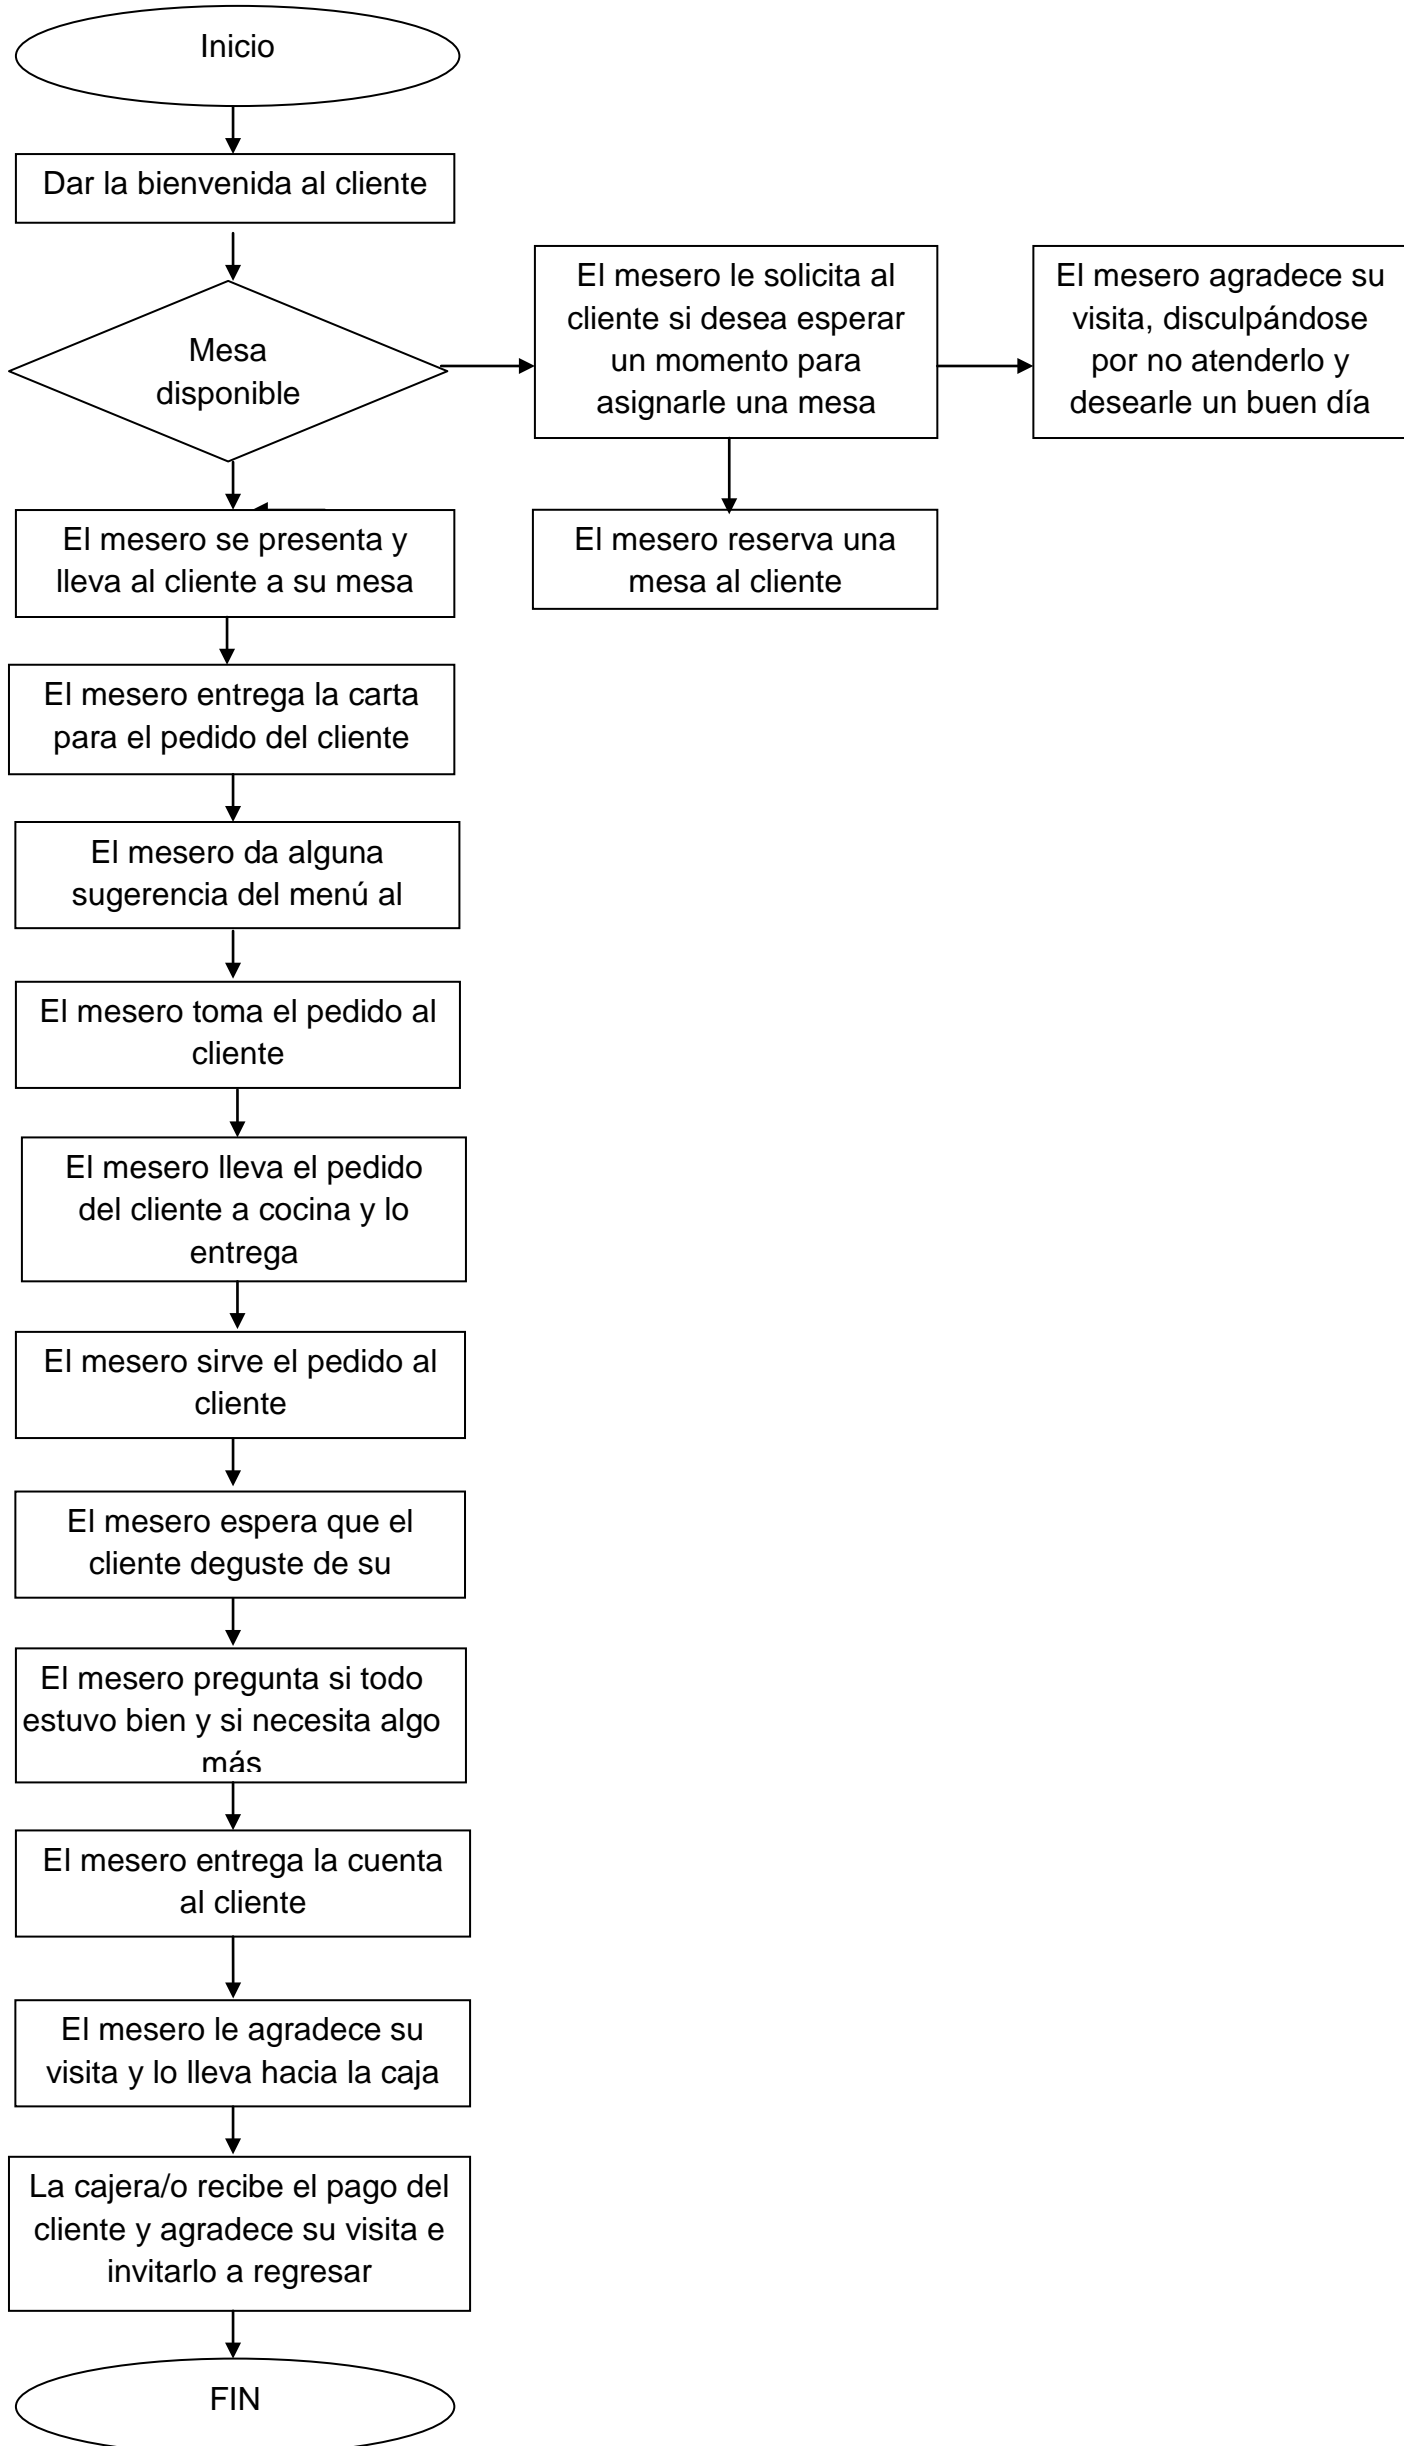 Inicio
Dar la bienvenida al cliente
Mesa
disponible
El mesero le solicita al
cliente si desea esperar
un momento para
asignarle una mesa
El mesero agradece su
visita, disculpándose
por no atenderlo y
desearle un buen día
El mesero se presenta y
lleva al cliente a su mesa
El mesero reserva una
mesa al cliente
El mesero entrega la carta
para el pedido del cliente
El mesero da alguna
sugerencia del menú al
El mesero toma el pedido al
cliente
El mesero lleva el pedido
del cliente a cocina y lo
entrega
El mesero sirve el pedido al
cliente
El mesero espera que el
cliente deguste de su
El mesero pregunta si todo
estuvo bien y si necesita algo
más
El mesero entrega la cuenta
al cliente
El mesero le agradece su
visita y lo lleva hacia la caja
La cajera/o recibe el pago del
cliente y agradece su visita e
invitarlo a regresar
FIN